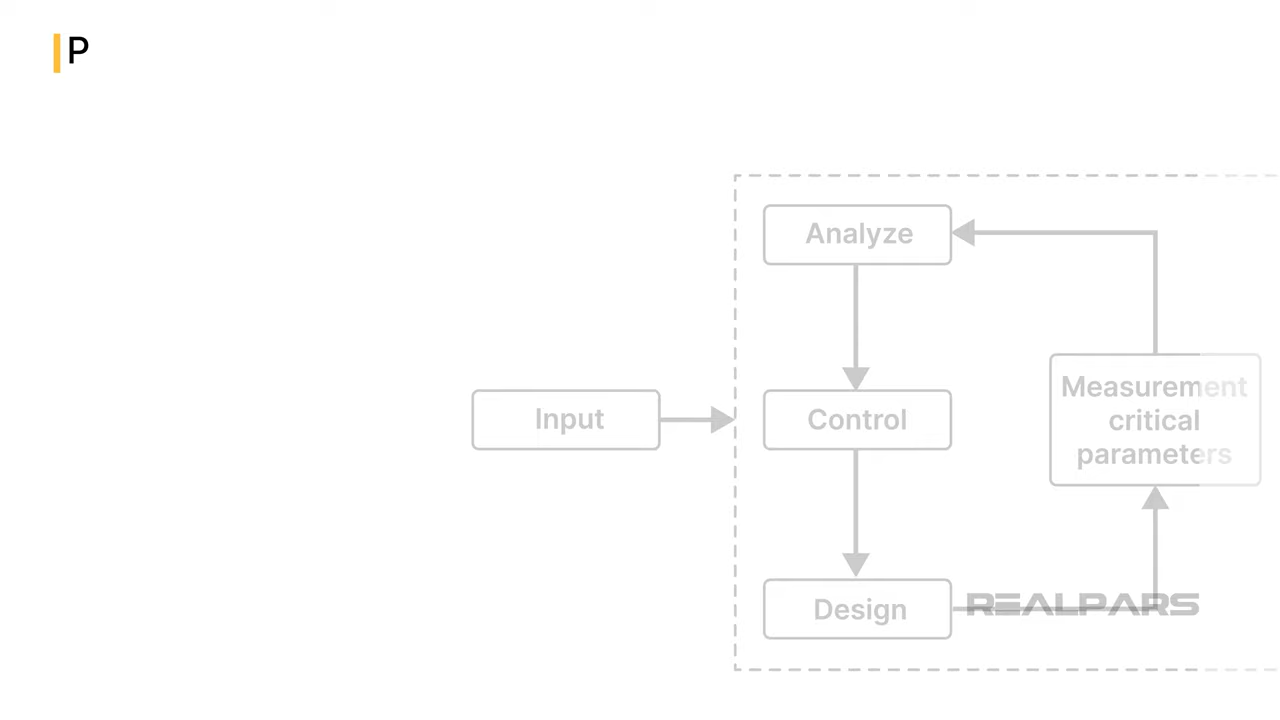 P
Analyze
Input
Control
Measurement
critical
parameters
Design
REALPARS